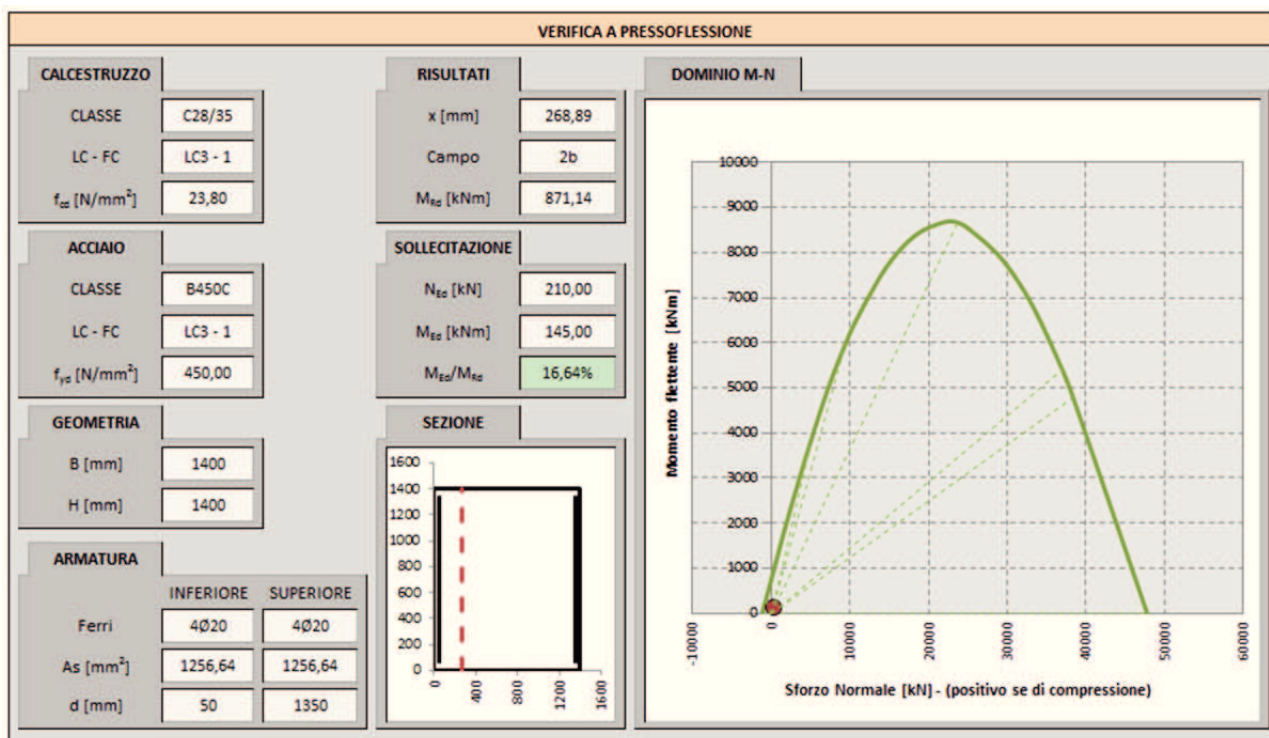 VERIFICA A PRESSOFLESSIONE
CALCESTRUZZO
CLASSE C28/35
LC - FC LC3 - 1
fcd [N/mm²] 23,80
ACCIAIO
CLASSE B450C
LC - FC LC3 - 1
fyd [N/mm²] 450,00
GEOMETRIA
B [mm] 1400
H [mm] 1400
ARMATURA
INFERIORE SUPERIORE
Ferri 4Ø20 4Ø20
As [mm²] 1256,64 1256,64
d [mm] 50 1350
RISULTATI
x [mm] 268,89
Campo 2b
MRd [kNm] 871,14
SOLLECITAZIONE
NEd [kN] 210,00
MEd [kNm] 145,00
MEd/MRd 16,64%
SEZIONE
1600
1400
1200
1000
800
600
400
200
0
0 400 800 1200 1600
DOMINIO M-N
Momento flettente [kNm]
10000
9000
8000
7000
6000
5000
4000
3000
2000
1000
0
-10000 0 10000 20000 30000 40000 50000 60000
Sforzo Normale [kN] - (positivo se di compressione)